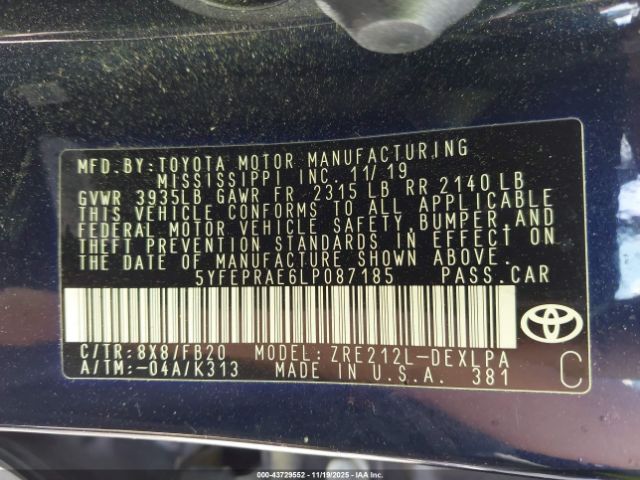 MFD. BY: TOYOTA MOTOR MANUFACTURING
MISSISSIPPI INC. 11/19
GVWR 3935LB GAWR FR 2315 LB RR 2140 LB
THIS VEHICLE CONFORMS TO ALL APPLICABLE
FEDERAL MOTOR VEHICLE SAFETY, BUMPER, AND
THEFT PREVENTION STANDARDS IN EFFECT ON
THE DATE OF MANUFACTURE SHOWN ABOVE.
5YFEPRAE6LP087185 PASS. CAR
C/TR: 8X8/FB20 MODEL: ZRE212L-DEXLPA
A/TM: -04A/K313 MADE IN U.S.A. 381
C
000-43729552 | 11/19/2025 | IAAI.COM